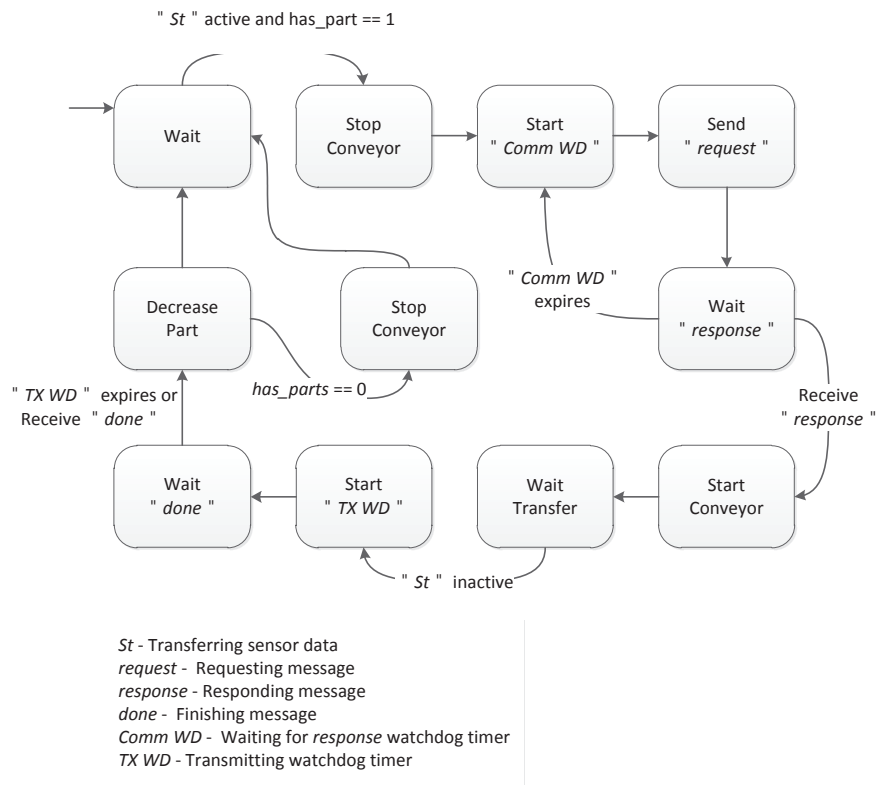 " St " active and has_part == 1
Wait
Stop
Conveyor
Start
" Comm WD "
Send
" request "
Decrease
Part
Stop
Conveyor
" Comm WD "
expires
Wait
" response "
has_parts == 0
" TX WD " expires or
Receive " done "
Receive
" response "
Wait
" done "
Start
" TX WD "
Wait
Transfer
Start
Conveyor
" St " inactive
St - Transferring sensor data
request - Requesting message
response - Responding message
done - Finishing message
Comm WD - Waiting for response watchdog timer
TX WD - Transmitting watchdog timer